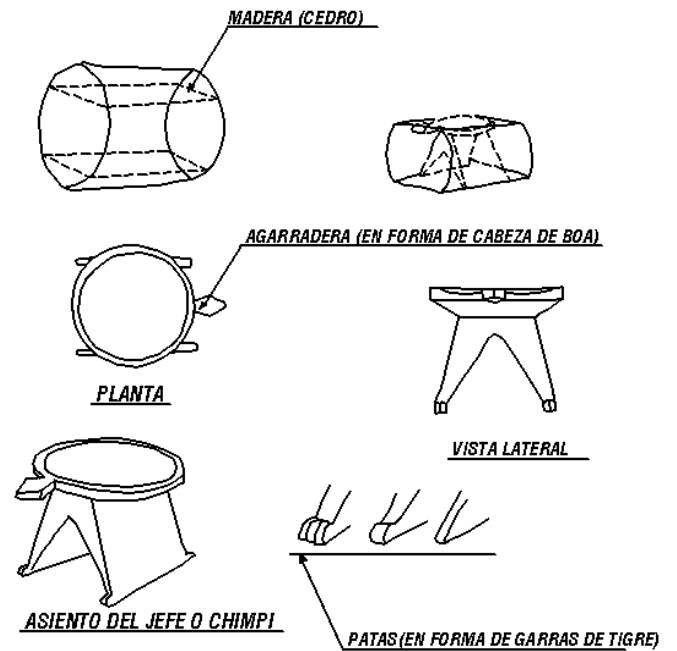 MADERA (CEDRO)
AGARRADERA (EN FORMA DE CABEZA DE BOA)
PLANTA
VISTA LATERAL
ASIENTO DEL JEFE O CHIMPI
PATAS(EN FORMA DE GARRAS DE TIGRE)